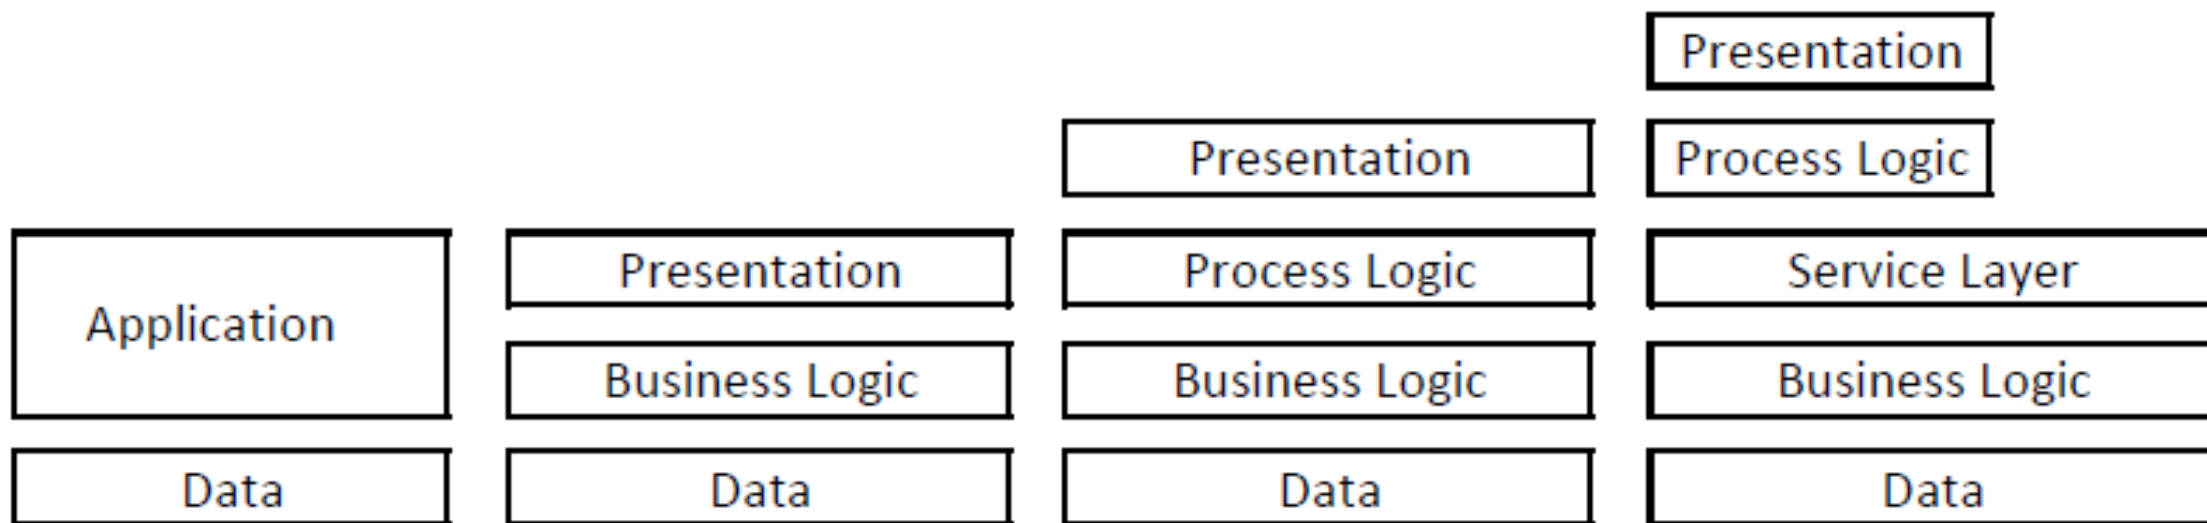 Presentation
Presentation
Process Logic
Application
Presentation
Process Logic
Service Layer
Business Logic
Business Logic
Business Logic
Data
Data
Data
Data